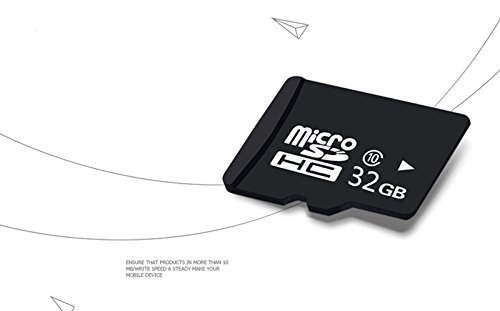 micro
SD
HC
10
32GB
ENSURE THAT PRODUCTS IN MORE THAN 10
MB/WRITE SPEED A STEADY MAKE YOUR
MOBILE DEVICE